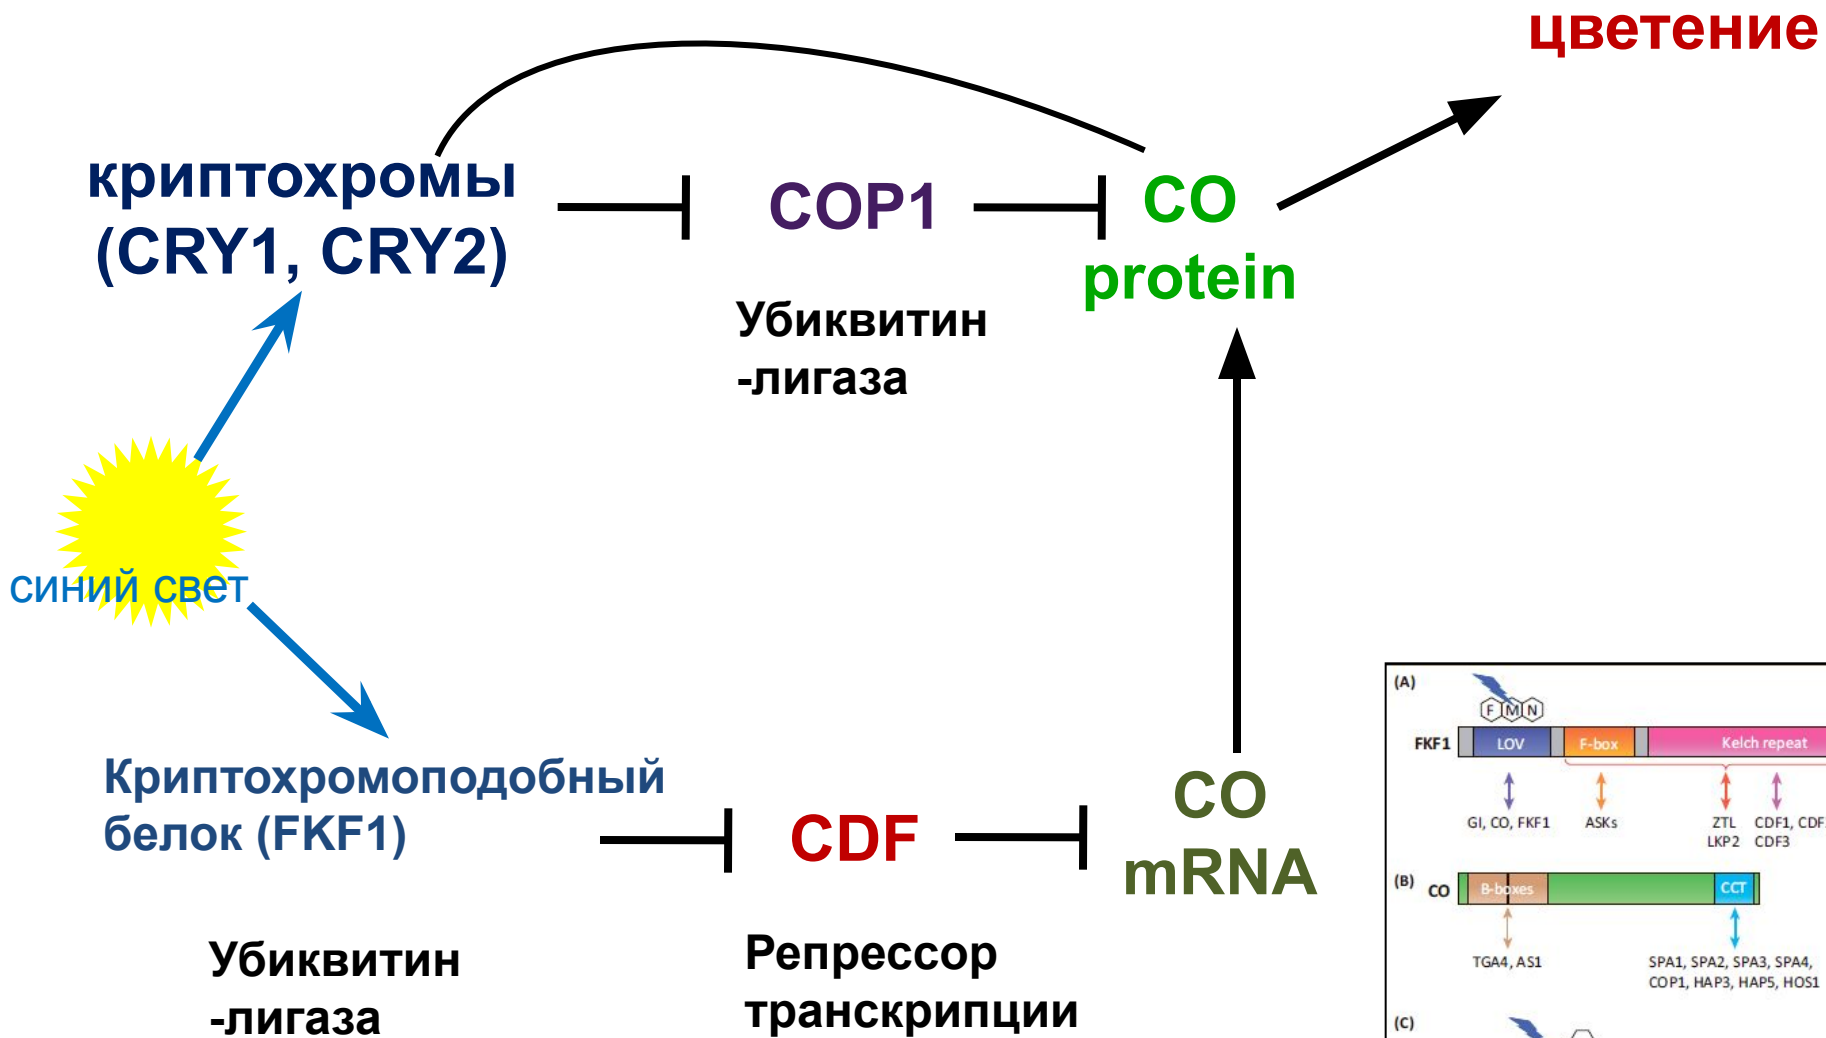 цветение
криптохромы
(CRY1, CRY2)
COP1
CO
protein
Убиквитин
-лигаза
синий свет
Криптохромоподобный
белок (FKF1)
CDF
CO
mRNA
Убиквитин
-лигаза
Репрессор
транскрипции
(A)
F M N
FKF1
LOV
F-box
Kelch repeat
GI, CO, FKF1
ASKs
ZTL
LKP2
CDF1, CDF
CDF3
(B)
CO
B-boxes
CCT
TGA4, AS1
SPA1, SPA2, SPA3, SPA4,
COP1, HAP3, HAP5, HOS1
(C)